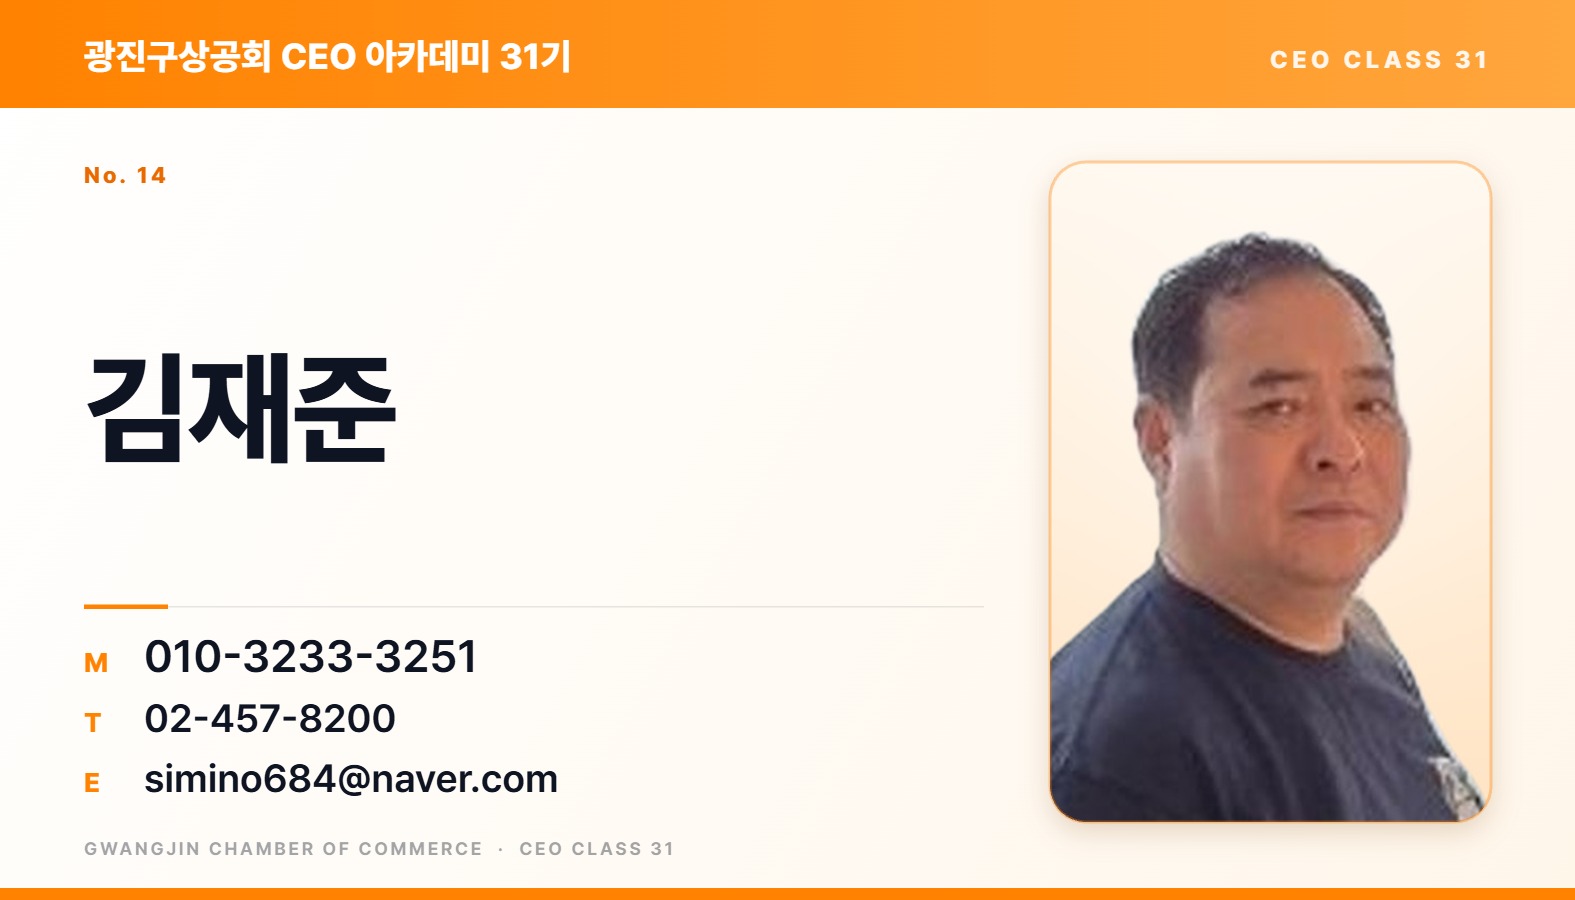 광진구상공회 CEO 아카데미 31기
CEO CLASS 31
No. 14
김재준
M 010-3233-3251
T 02-457-8200
E simino684@naver.com
GWANGJIN CHAMBER OF COMMERCE · CEO CLASS 31